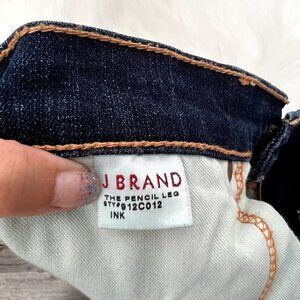 J BRAND
THE PENCIL LEG
STY#912C012
INK